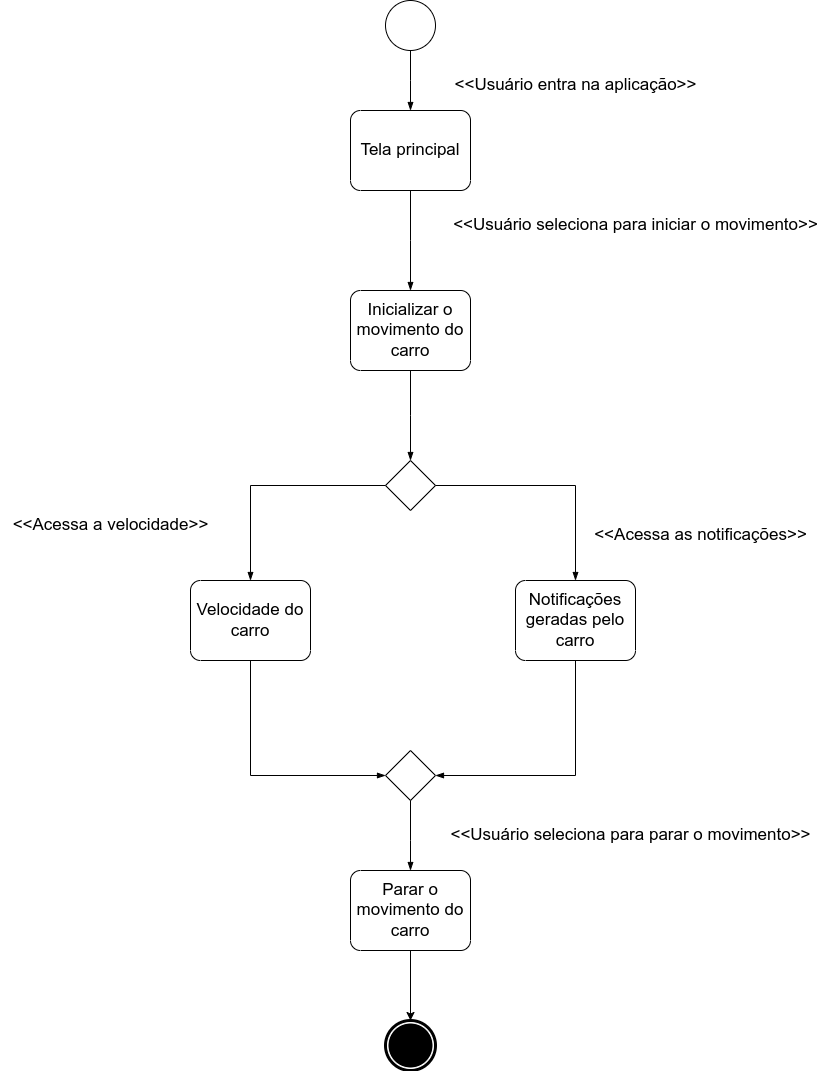 <<Usuário entra na aplicação>>
Tela principal
<<Usuário seleciona para iniciar o movimento>>
Inicializar o
movimento do
carro
<<Acessa a velocidade>>
<<Acessa as notificações>>
Velocidade do
carro
Notificações
geradas pelo
carro
<<Usuário seleciona para parar o movimento>>
Parar o
movimento do
carro